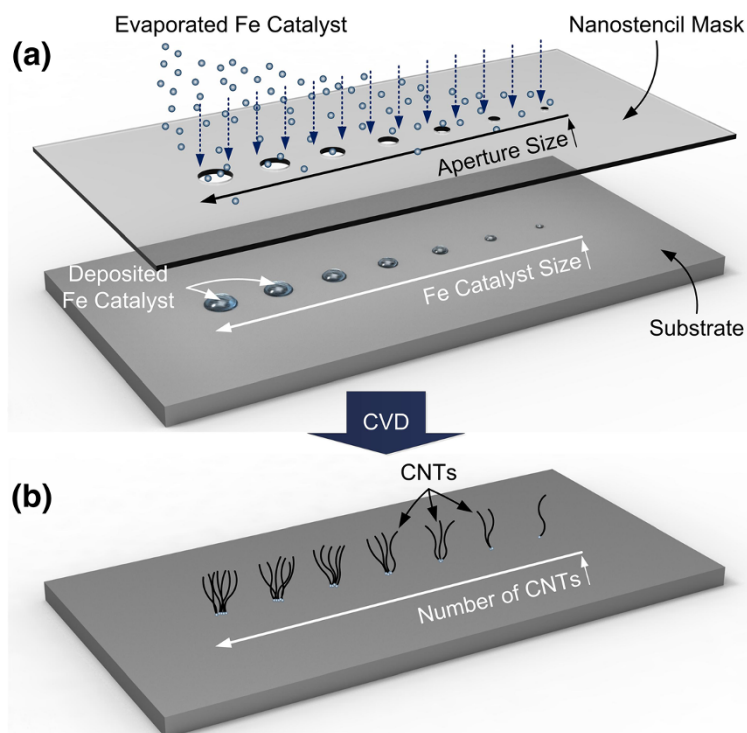 Evaporated Fe Catalyst
Nanostencil Mask
(a)
Aperture Size
Deposited
Fe Catalyst
Fe Catalyst Size
Substrate
CVD
(b)
CNTs
Number of CNTs